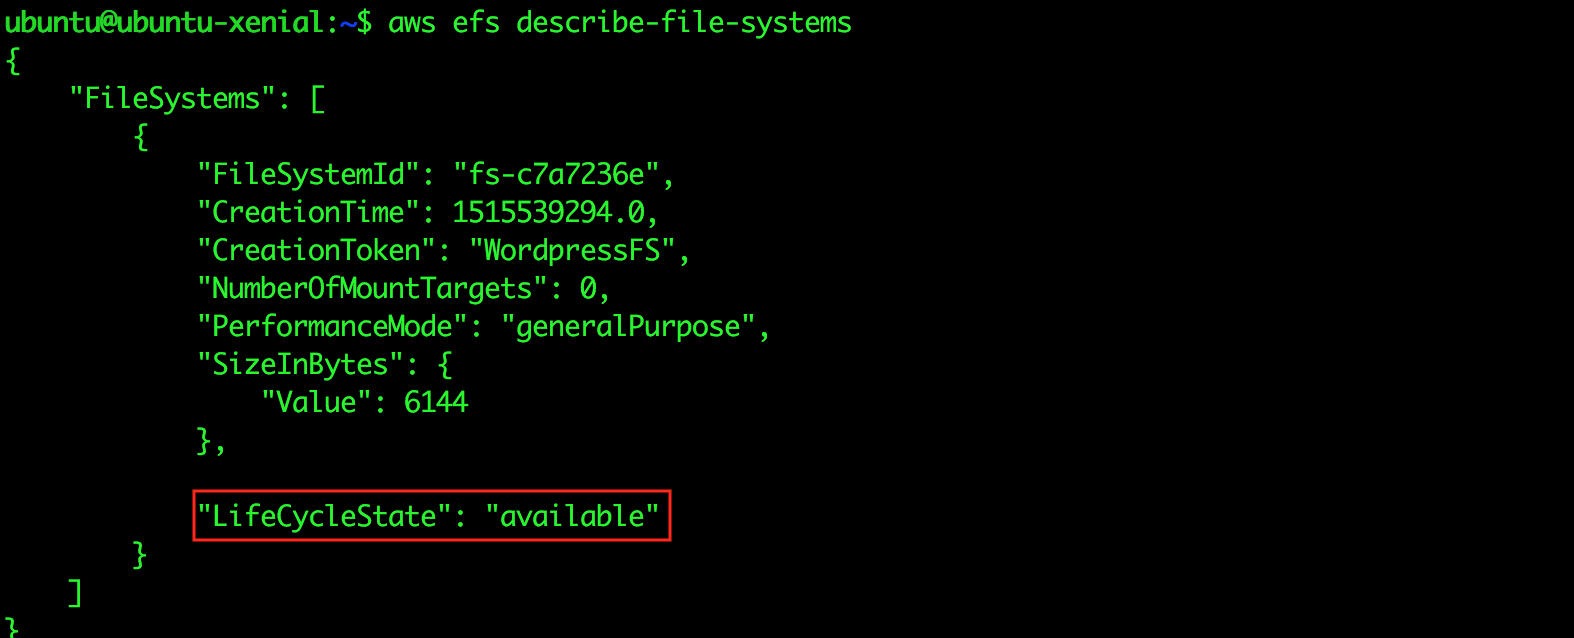 ubuntu@ubuntu-xenial:~$ aws efs describe-file-systems
{
    "FileSystems": [
        {
            "FileSystemId": "fs-c7a7236e",
            "CreationTime": 1515539294.0,
            "CreationToken": "WordpressFS",
            "NumberOfMountTargets": 0,
            "PerformanceMode": "generalPurpose",
            "SizeInBytes": {
                "Value": 6144
            },
            "LifeCycleState": "available"
        }
    ]
}